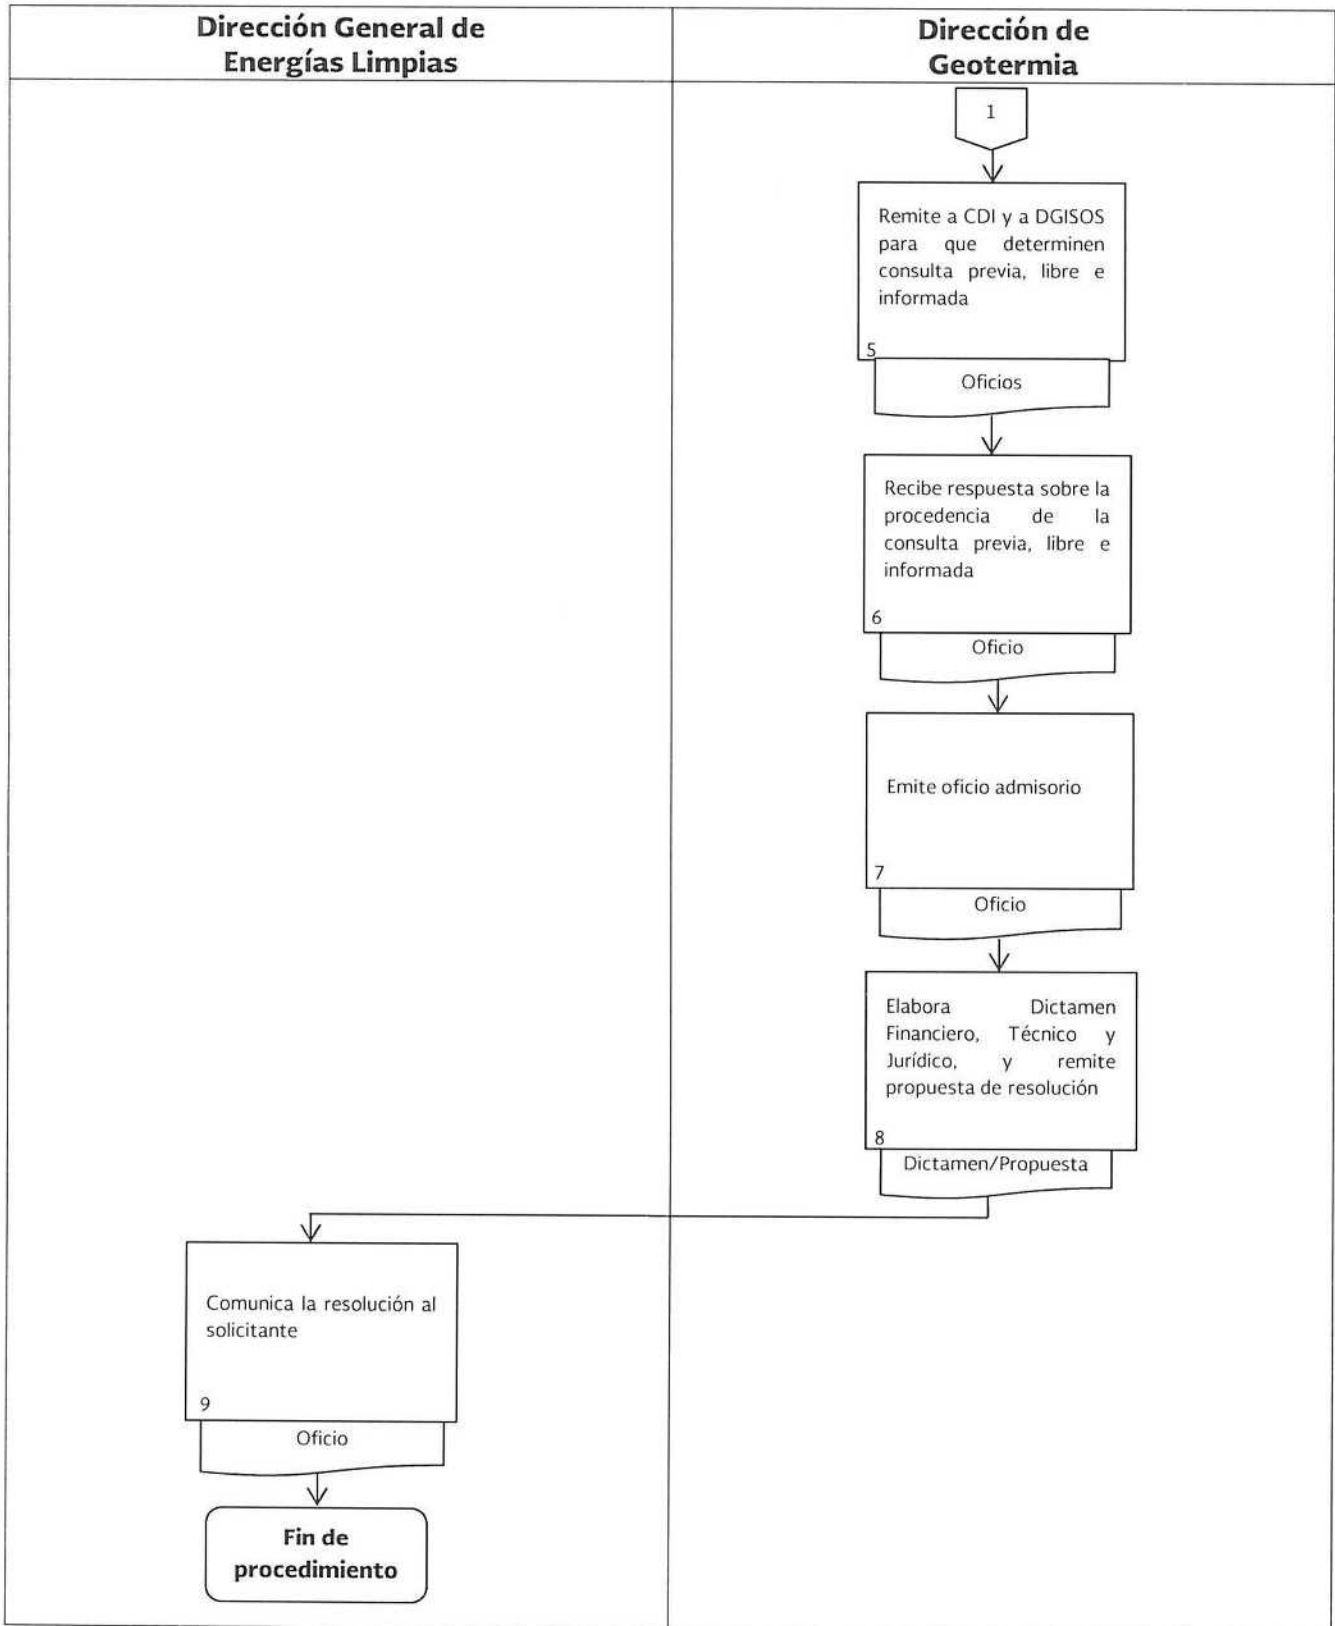 Dirección General de
Energías Limpias
Dirección de
Geotermia
1
Remite a CDI y a DGISOS
para que determinen
consulta previa, libre e
informada
5
Oficios
Recibe respuesta sobre la
procedencia de la
consulta previa, libre e
informada
6
Oficio
Emite oficio admisorio
7
Oficio
Elabora Dictamen
Financiero, Técnico y
Jurídico, y remite
propuesta de resolución
8
Dictamen/Propuesta
Comunica la resolución al
solicitante
9
Oficio
Fin de
procedimiento